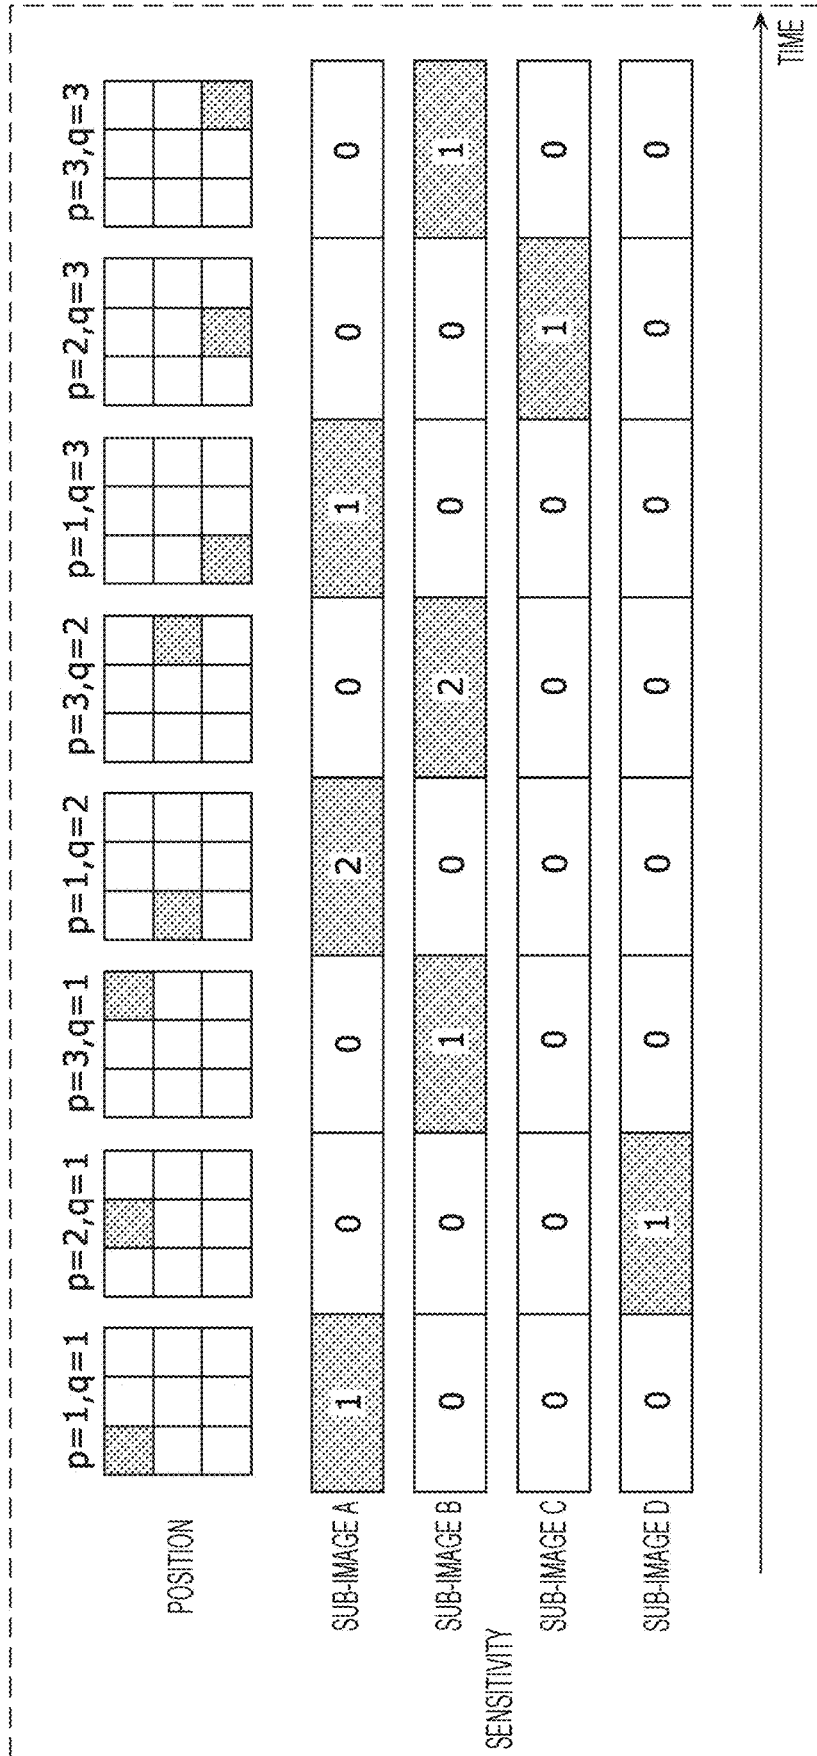 p=1,q=1 p=2,q=1 p=3,q=1 p=1,q=2 p=3,q=2 p=1,q=3 p=2,q=3 p=3,q=3
POSITION
SENSITIVITY
SUB-IMAGE A 1 0 0 2 0 1 0 0
SUB-IMAGE B 0 0 1 0 2 0 0 1
SUB-IMAGE C 0 0 0 0 0 0 1 0
SUB-IMAGE D 0 1 0 0 0 0 0 0
TIME